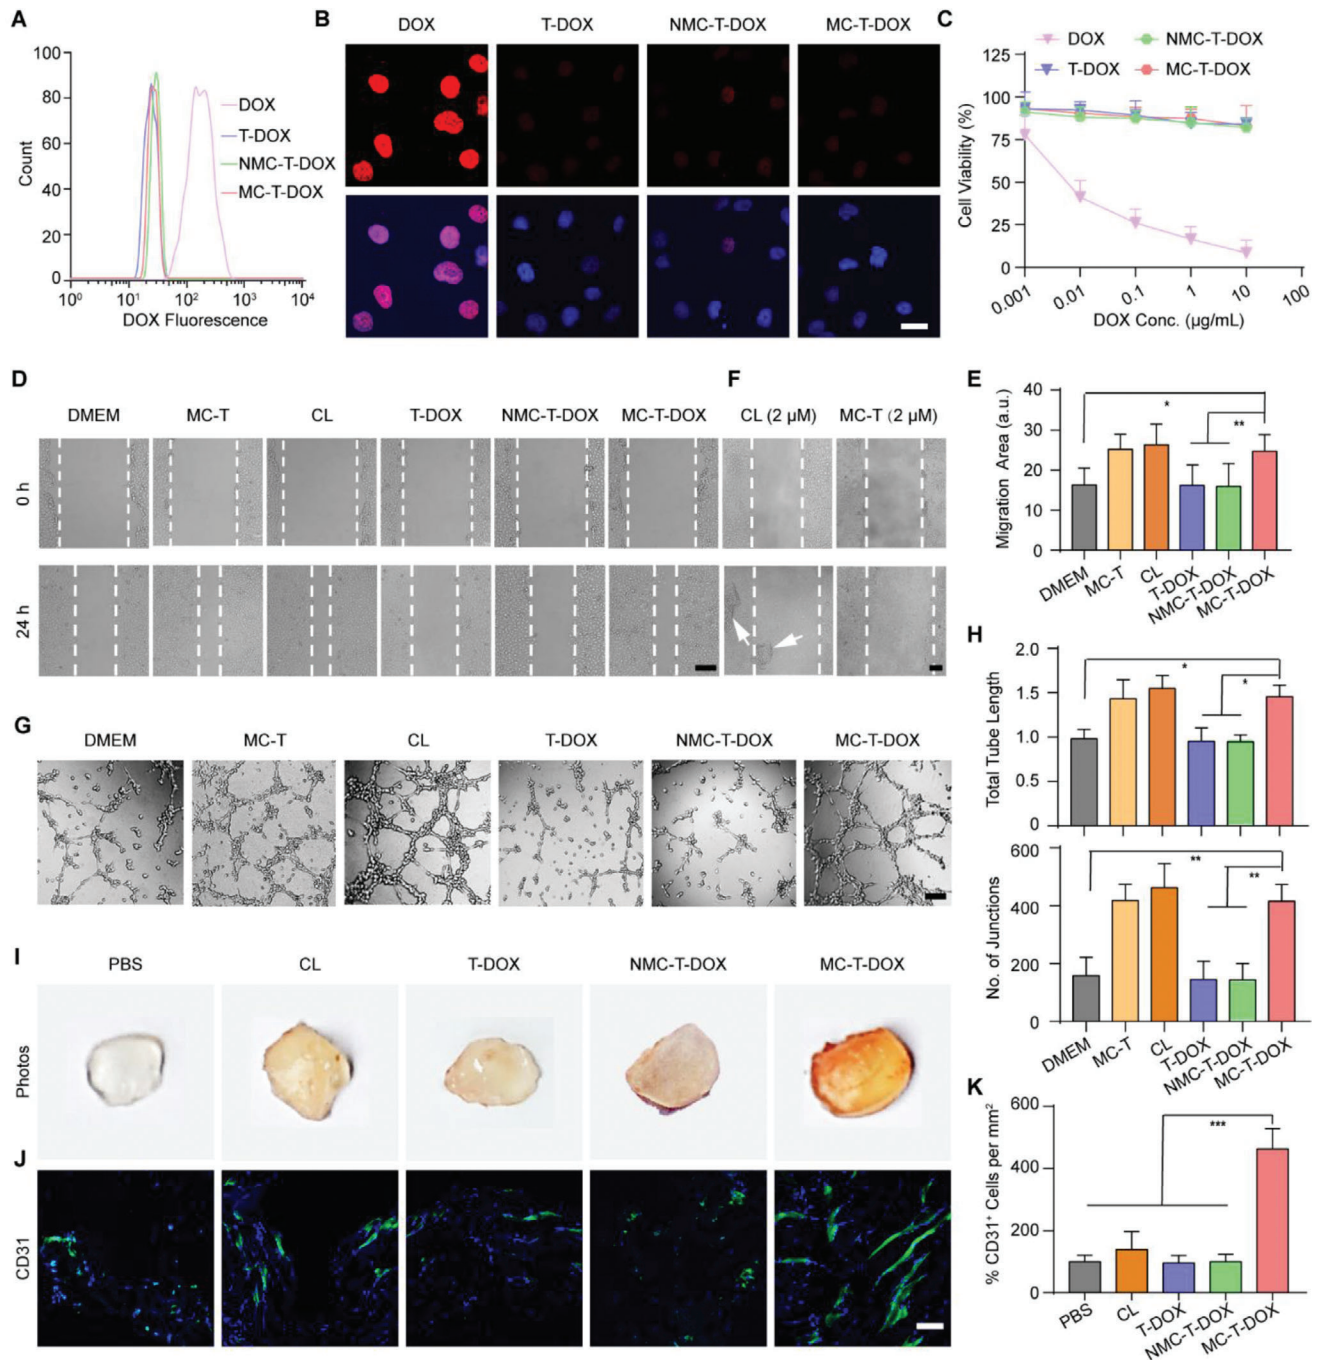 A
100
80
60
40
20
0
Count
10⁰ 10¹ 10² 10³ 10⁴
DOX Fluorescence
DOX
T-DOX
NMC-T-DOX
MC-T-DOX
B
DOX T-DOX NMC-T-DOX MC-T-DOX
C
DOX NMC-T-DOX
T-DOX MC-T-DOX
125
100
75
50
25
0
Cell Viability (%)
0.001 0.01 0.1 1 10 100
DOX Conc. (µg/mL)
D
DMEM MC-T CL T-DOX NMC-T-DOX MC-T-DOX
0 h
24 h
F
CL (2 µM) MC-T (2 µM)
E
40
30
20
10
0
Migration Area (a.u.)
*
**
DMEM MC-T CL T-DOX NMC-T-DOX MC-T-DOX
G
DMEM MC-T CL T-DOX NMC-T-DOX MC-T-DOX
H
2.0
1.5
1.0
0.5
0
Total Tube Length
*
*
600
400
200
0
No. of Junctions
**
**
DMEM MC-T CL T-DOX NMC-T-DOX MC-T-DOX
I
PBS CL T-DOX NMC-T-DOX MC-T-DOX
Photos
J
CD31
K
600
400
200
0
% CD31⁺ Cells per mm²
***
PBS CL T-DOX NMC-T-DOX MC-T-DOX